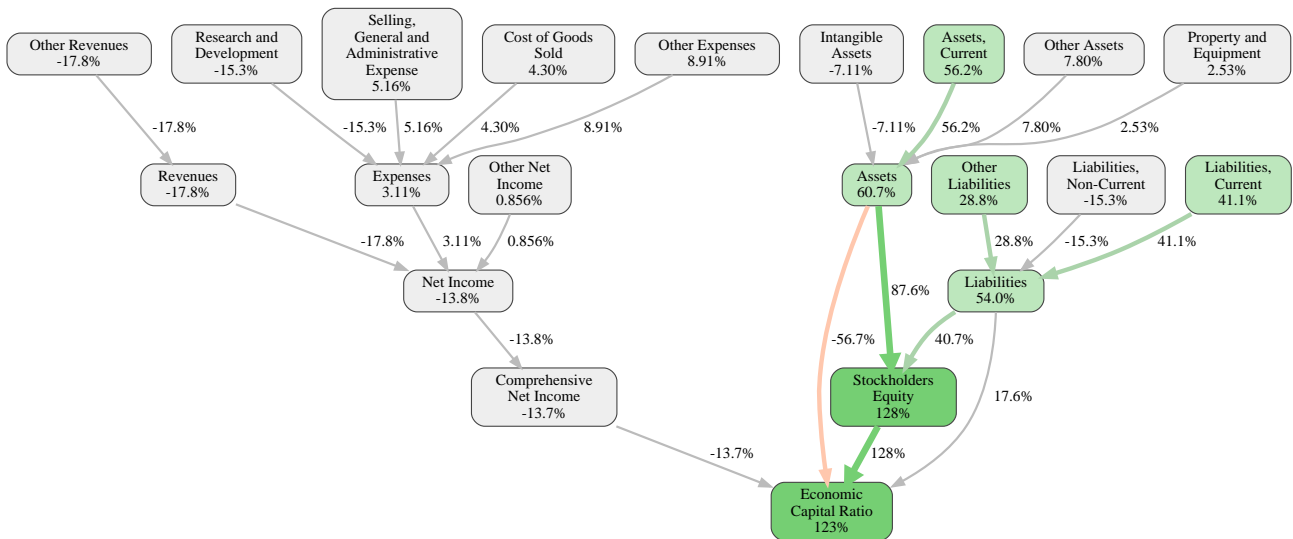 Other Revenues
-17.8%
Research and
Development
-15.3%
Selling,
General and
Administrative
Expense
5.16%
Cost of Goods
Sold
4.30%
Other Expenses
8.91%
Intangible
Assets
-7.11%
Assets,
Current
56.2%
Other Assets
7.80%
Property and
Equipment
2.53%
-17.8%
-15.3%
5.16%
4.30%
8.91%
-7.11%
56.2%
7.80%
2.53%
Revenues
-17.8%
Expenses
3.11%
Other Net
Income
0.856%
Assets
60.7%
Other
Liabilities
28.8%
Liabilities,
Non-Current
-15.3%
Liabilities,
Current
41.1%
-17.8%
3.11%
0.856%
28.8%
-15.3%
41.1%
Net Income
-13.8%
87.6%
Liabilities
54.0%
-13.8%
-56.7%
40.7%
Comprehensive
Net Income
-13.7%
Stockholders
Equity
128%
17.6%
-13.7%
128%
Economic
Capital Ratio
123%